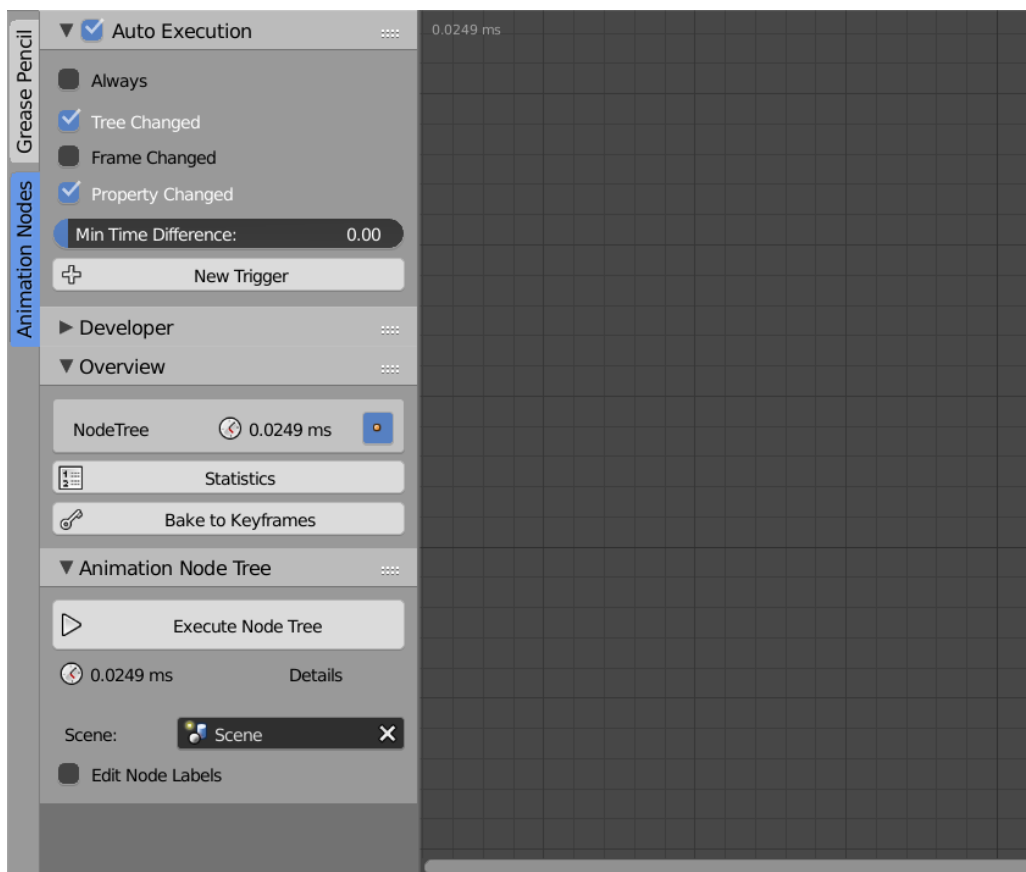 Grease Pencil
Animation Nodes
Auto Execution
Always
Tree Changed
Frame Changed
Property Changed
Min Time Difference: 0.00
New Trigger
Developer
Overview
NodeTree 0.0249 ms
Statistics
Bake to Keyframes
Animation Node Tree
Execute Node Tree
0.0249 ms Details
Scene: Scene
Edit Node Labels
0.0249 ms